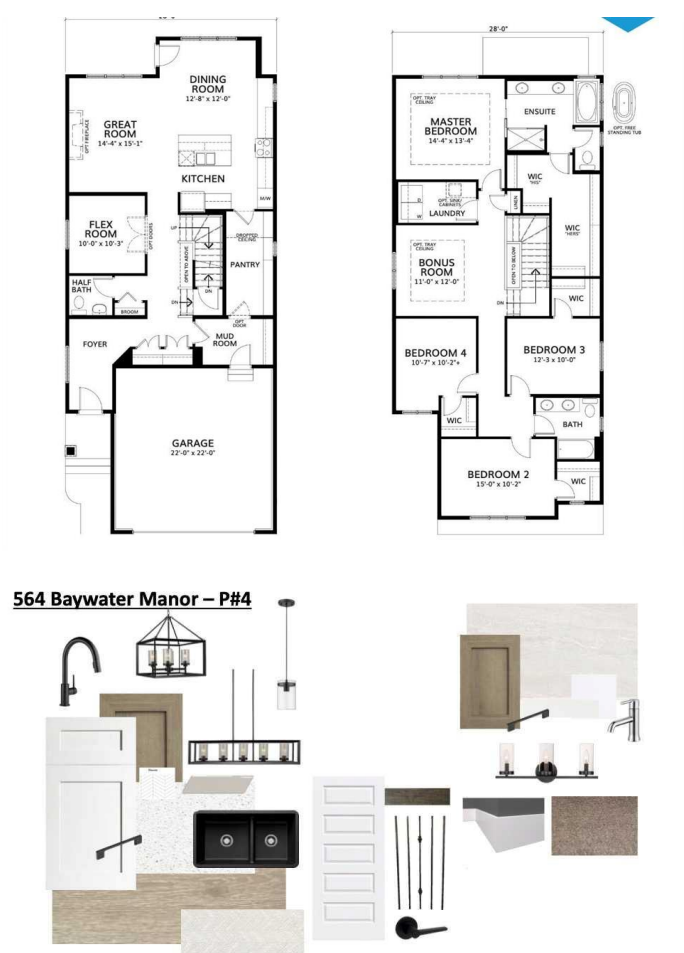 28'-0"
DINING
ROOM
12'-8" x 12'-0"
GREAT
ROOM
14'-4" x 15'-1"
OPT FIREPLACE
KITCHEN
M/W
FLEX
ROOM
10'-0" x 10'-3"
OPT DOORS
UP
OPEN TO ABOVE
DN
DROPPED
CEILING
PANTRY
HALF
BATH
BROOM
DN
OPT
DOOR
MUD
ROOM
FOYER
GARAGE
22'-0" x 22'-0"
28'-0"
OPT. TRAY
CEILING
MASTER
BEDROOM
14'-4" x 13'-4"
ENSUITE
OPT. FREE
STANDING TUB
WIC
"HIS"
WIC
"HERS"
LINEN
D
W
OPT. SINK/
CABINETS
LAUNDRY
OPT. TRAY
CEILING
BONUS
ROOM
11'-0" x 12'-0"
OPEN TO BELOW
DN
WIC
BEDROOM 4
10'-7" x 10'-2"+
BEDROOM 3
12'-3 x 10'-0"
WIC
BATH
BEDROOM 2
15'-0" x 10'-2"
WIC
564 Baywater Manor – P#4